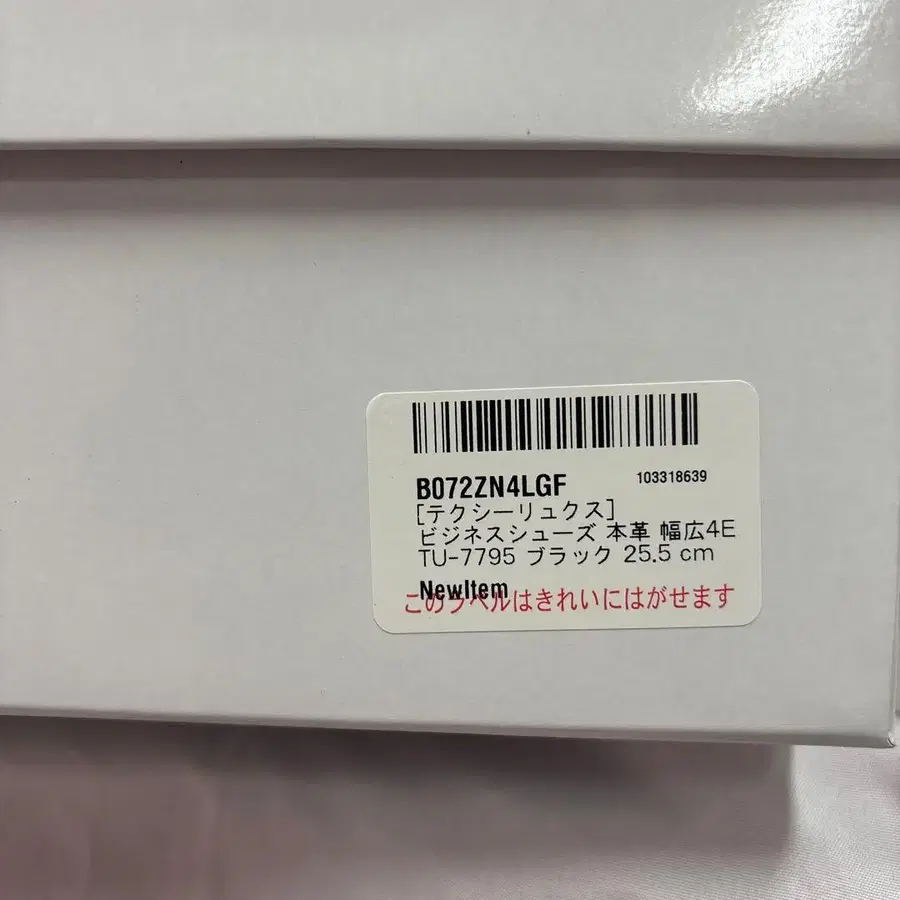 B072ZN4LGF 103318639
[テクシーリュクス]
ビジネスシューズ 本革 幅広4E
TU-7795 ブラック 25.5 cm
NewItem
このラベルはきれいにはがせます